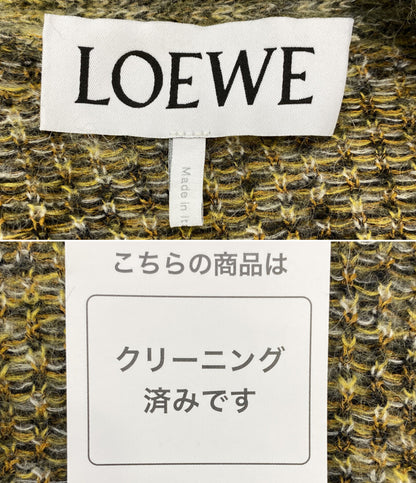 LOEWE
Made in It
こちらの商品は
クリーニング
済みです